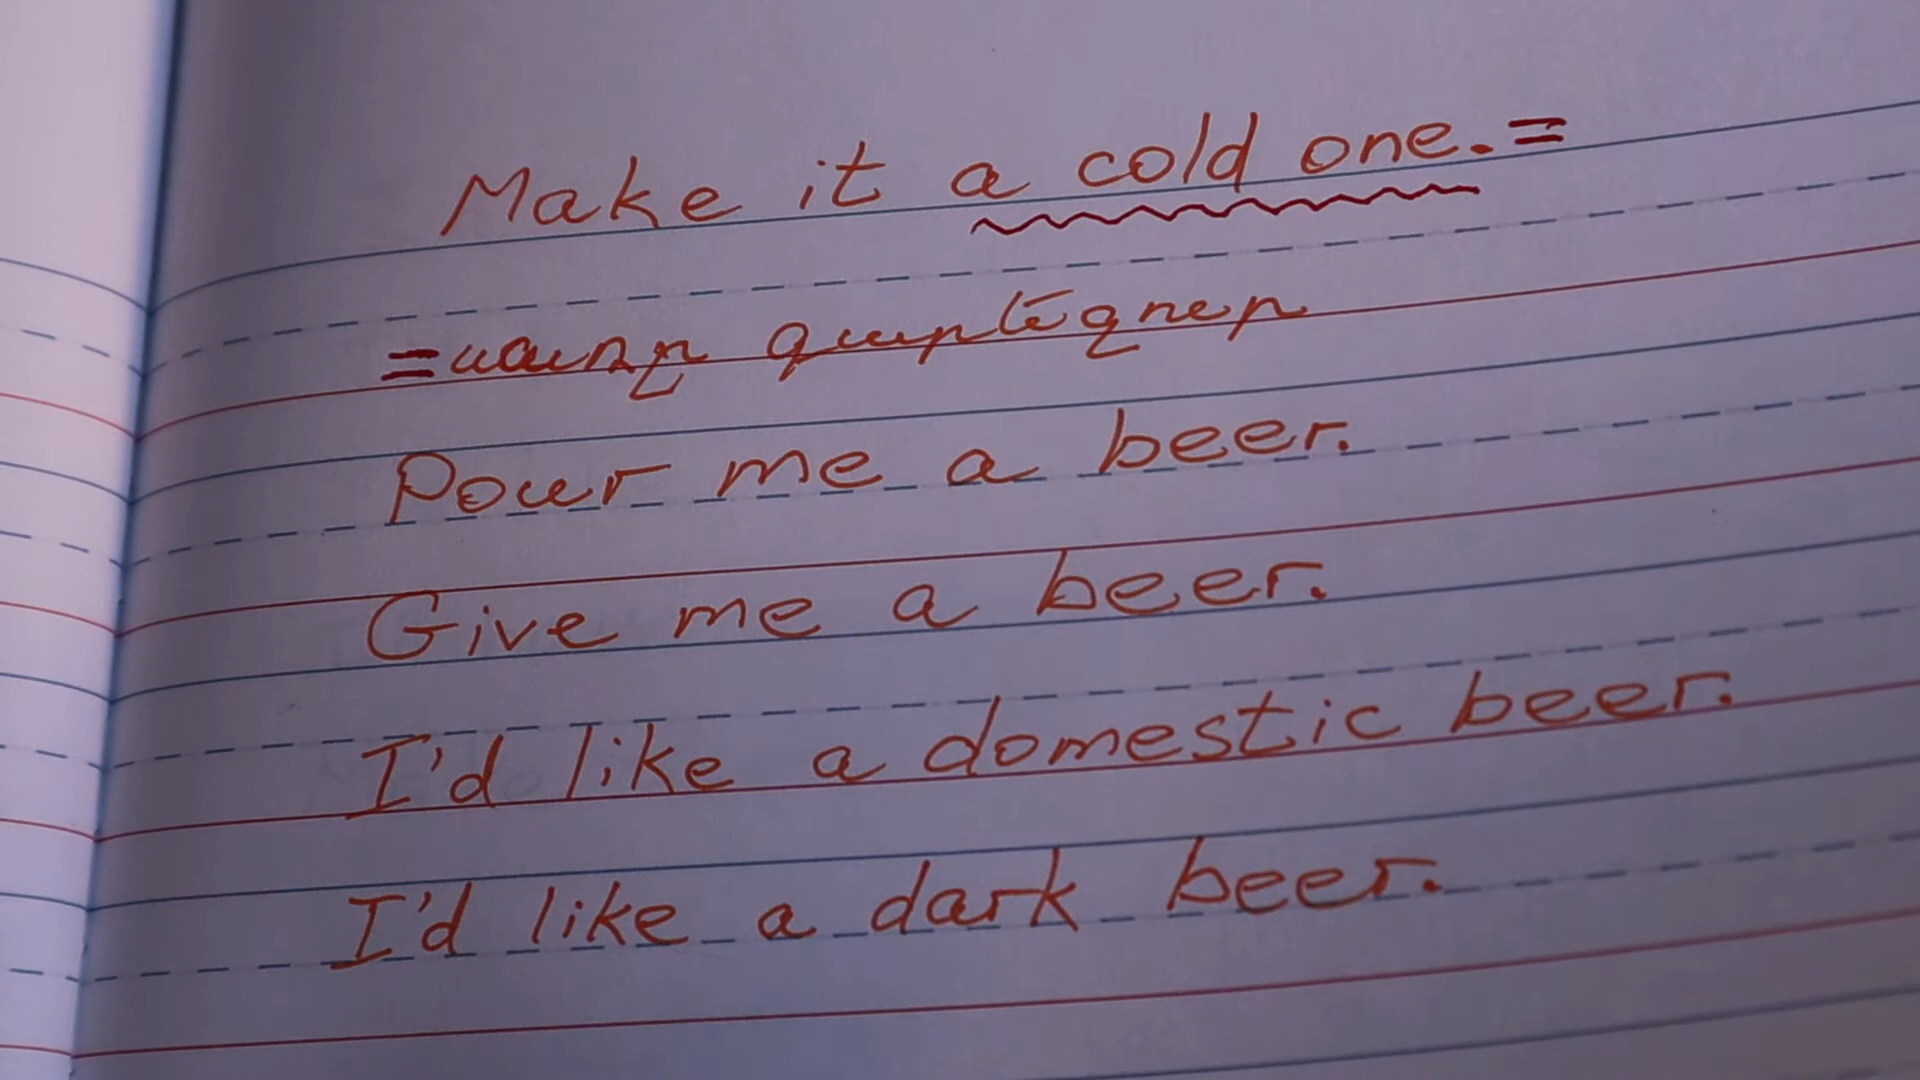 Make it a cold one.=
=սառը գարեջուր
Pour me a beer.
Give me a beer.
I'd like a domestic beer.
I'd like a dark beer.